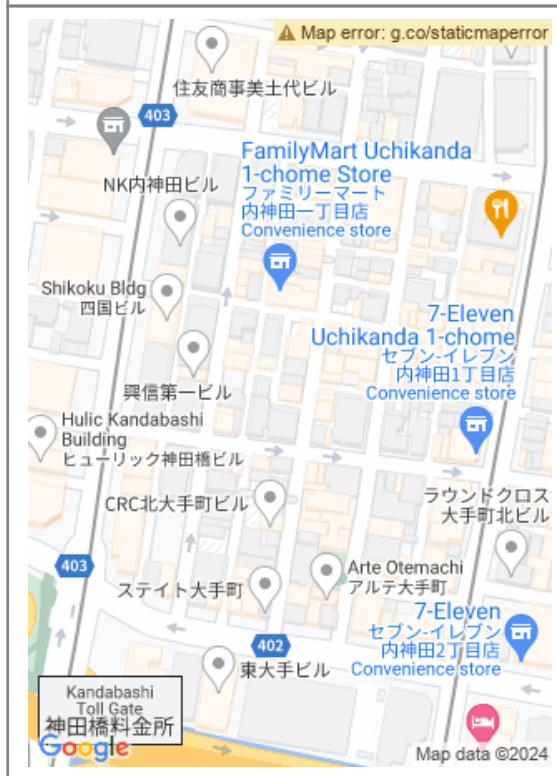 Map error: g.co/staticmaperror
住友商事美土代ビル
403
FamilyMart Uchikanda
1-chome Store
ファミリーマート
内神田一丁目店
Convenience store
NK内神田ビル
Shikoku Bldg
四国ビル
7-Eleven
Uchikanda 1-chome
セブン-イレブン
内神田1丁目店
Convenience store
興信第一ビル
Hulic Kandabashi
Building
ヒューリック神田橋ビル
ラウンドクロス
大手町北ビル
CRC北大手町ビル
403
Arte Otemachi
アルテ大手町
ステイト大手町
7-Eleven
セブン-イレブン
内神田2丁目店
Convenience store
402
東大手ビル
Kandabashi
Toll Gate
神田橋料金所
Google
Map data ©2024